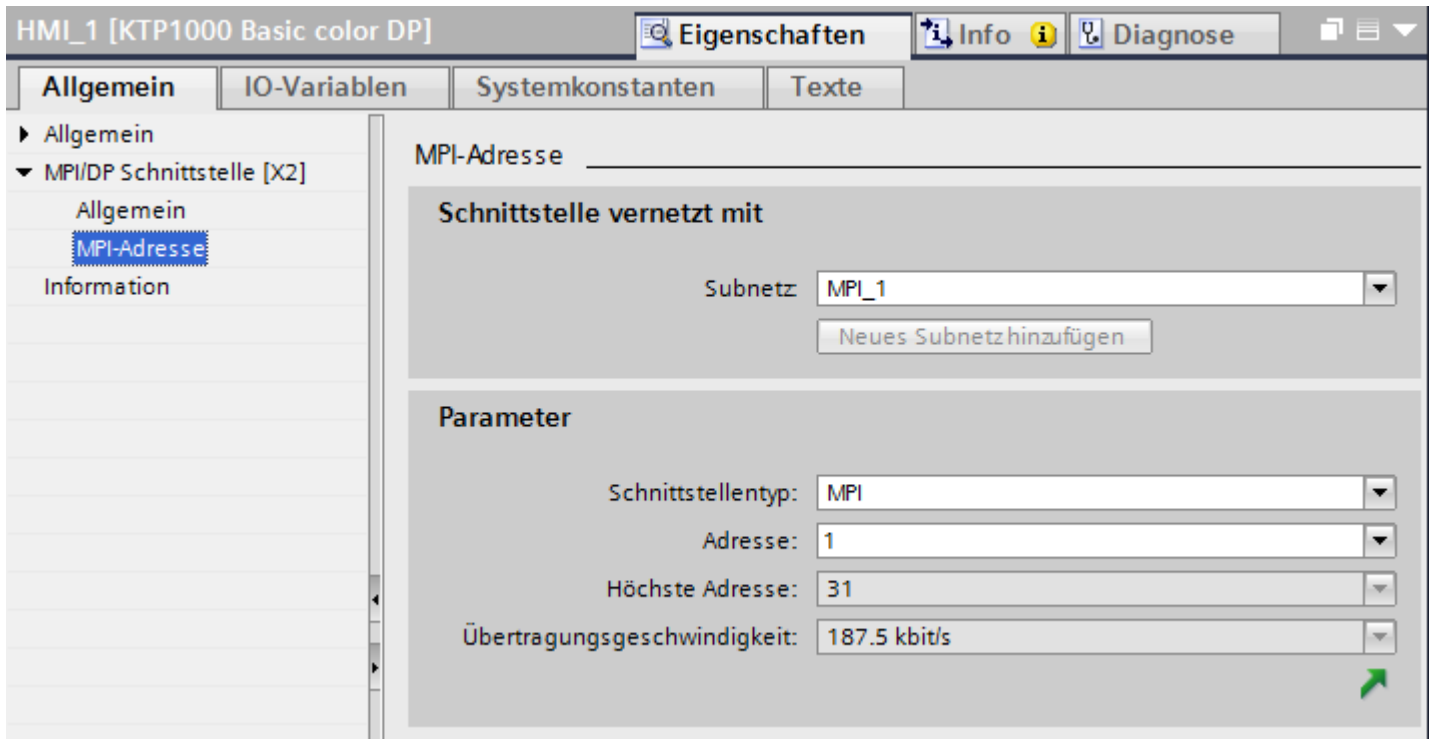 HMI_1 [KTP1000 Basic color DP]
Eigenschaften
Info
Diagnose
Allgemein
IO-Variablen
Systemkonstanten
Texte
Allgemein
MPI/DP Schnittstelle [X2]
Allgemein
MPI-Adresse
Information
MPI-Adresse
Schnittstelle vernetzt mit
Subnetz: MPI_1
Neues Subnetz hinzufügen
Parameter
Schnittstellentyp: MPI
Adresse: 1
Höchste Adresse: 31
Übertragungsgeschwindigkeit: 187.5 kbit/s